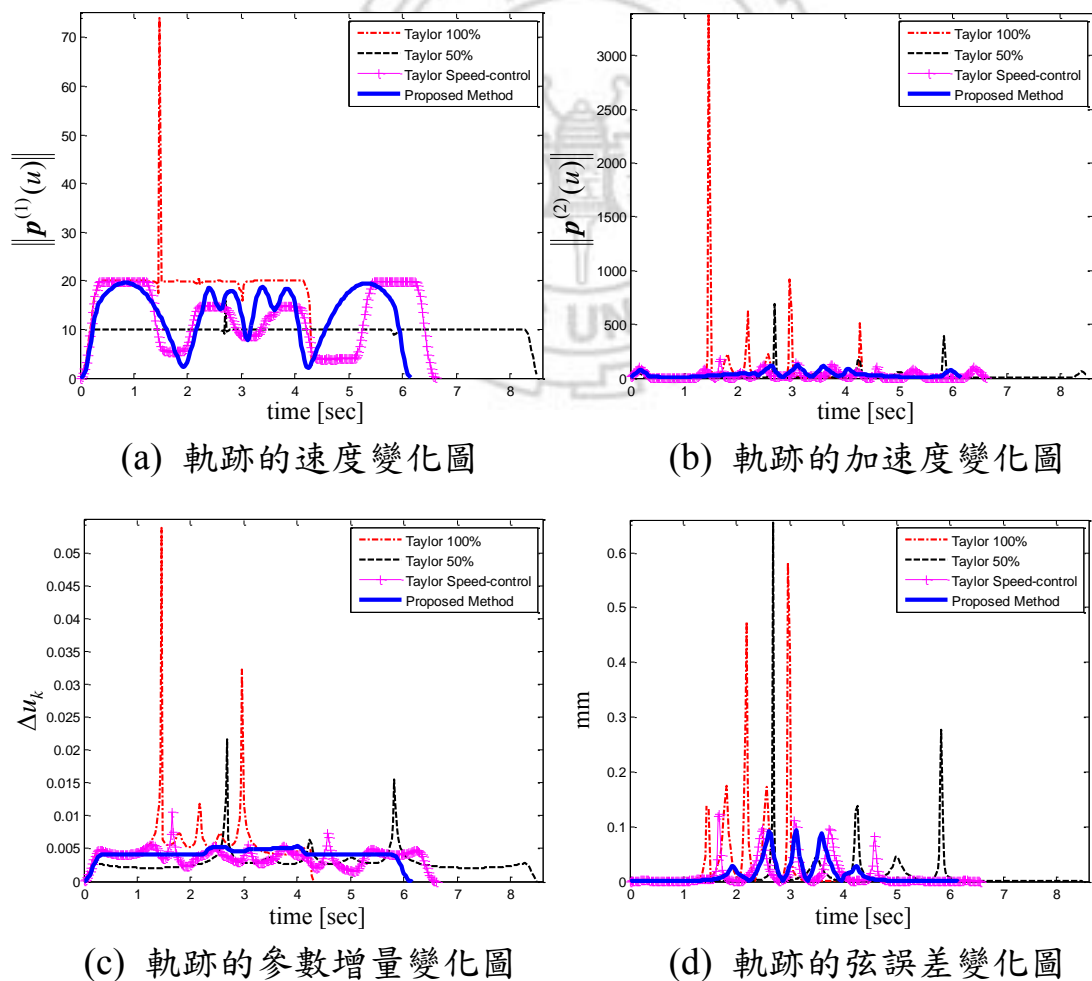 Taylor 100%
Taylor 50%
Taylor Speed-control
Proposed Method
70
60
50
40
30
20
10
0
0 1 2 3 4 5 6 7 8
‖p⁽¹⁾(u)‖
time [sec]
(a) 軌跡的速度變化圖
Taylor 100%
Taylor 50%
Taylor Speed-control
Proposed Method
3000
2500
2000
1500
1000
500
0
0 1 2 3 4 5 6 7 8
‖p⁽²⁾(u)‖
time [sec]
UN
(b) 軌跡的加速度變化圖
Taylor 100%
Taylor 50%
Taylor Speed-control
Proposed Method
0.05
0.045
0.04
0.035
0.03
0.025
0.02
0.015
0.01
0.005
0
0 1 2 3 4 5 6 7 8
Δuₖ
time [sec]
(c) 軌跡的參數增量變化圖
Taylor 100%
Taylor 50%
Taylor Speed-control
Proposed Method
0.6
0.5
0.4
0.3
0.2
0.1
0
0 1 2 3 4 5 6 7 8
mm
time [sec]
(d) 軌跡的弦誤差變化圖